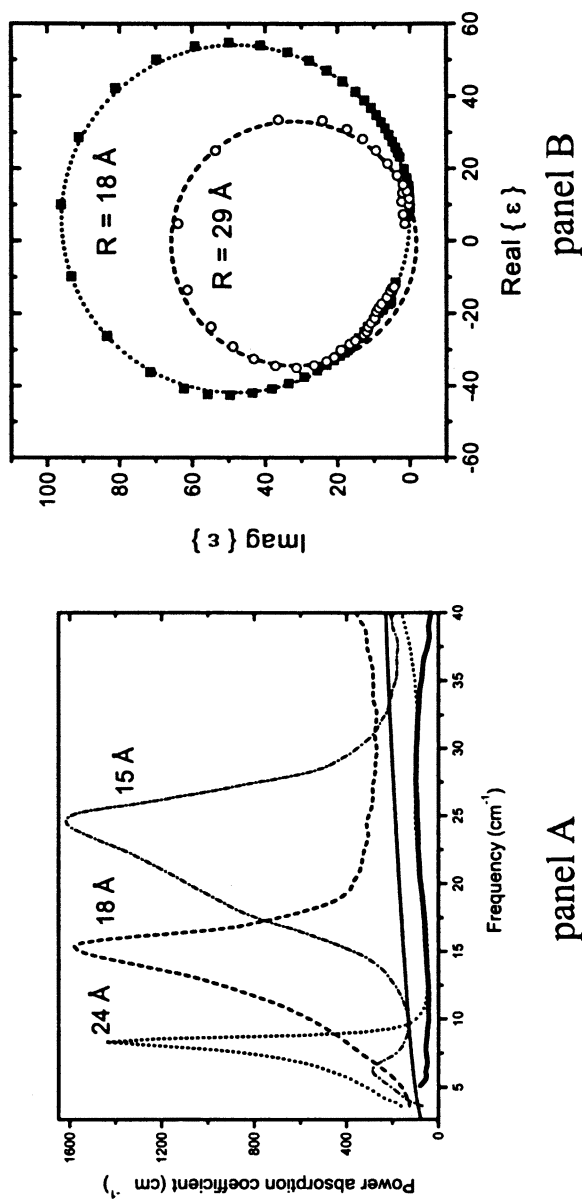 Power absorption coefficient (cm⁻¹)
1600
1200
800
400
0
24 Å
18 Å
15 Å
5
10
15
20
25
30
35
40
Frequency (cm⁻¹)
panel A
Imag { ε }
100
80
60
40
20
0
R = 18 Å
R = 29 Å
-60
-40
-20
0
20
40
60
Real { ε }
panel B